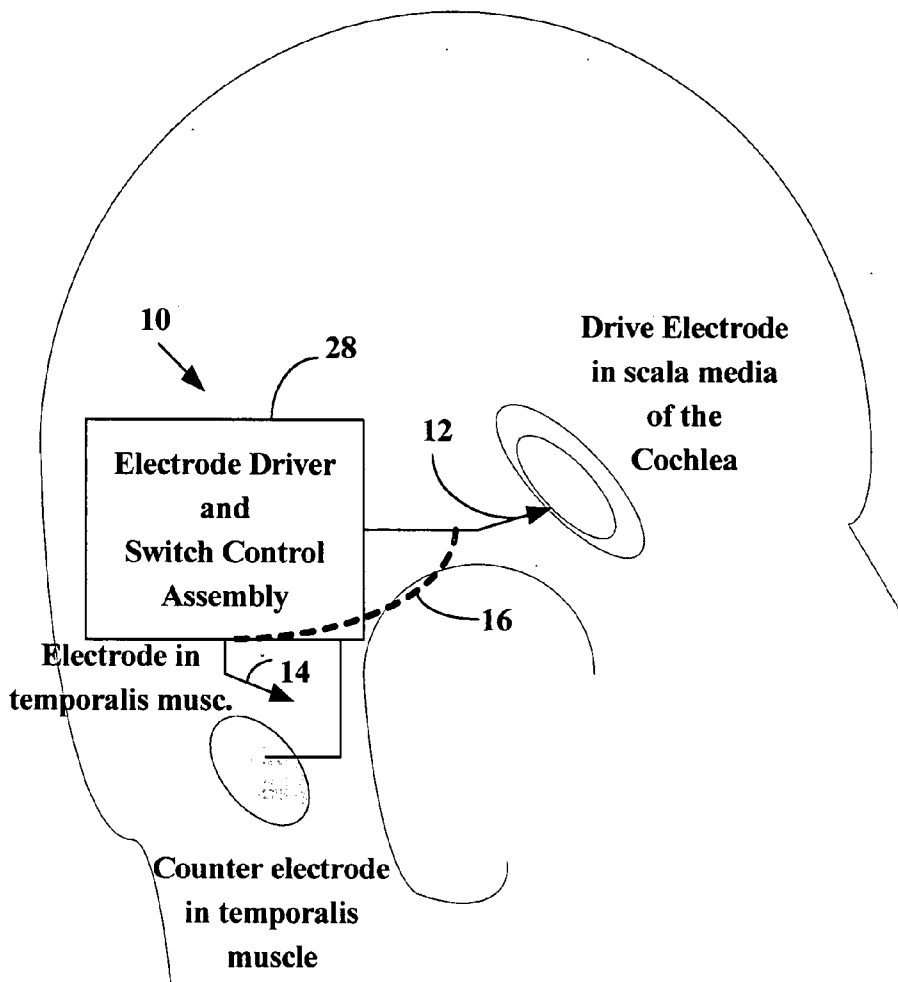 10
28
Drive Electrode
in scala media
of the
Cochlea
12
Electrode Driver
and
Switch Control
Assembly
16
Electrode in
14
temporalis musc.
Counter electrode
in temporalis
muscle